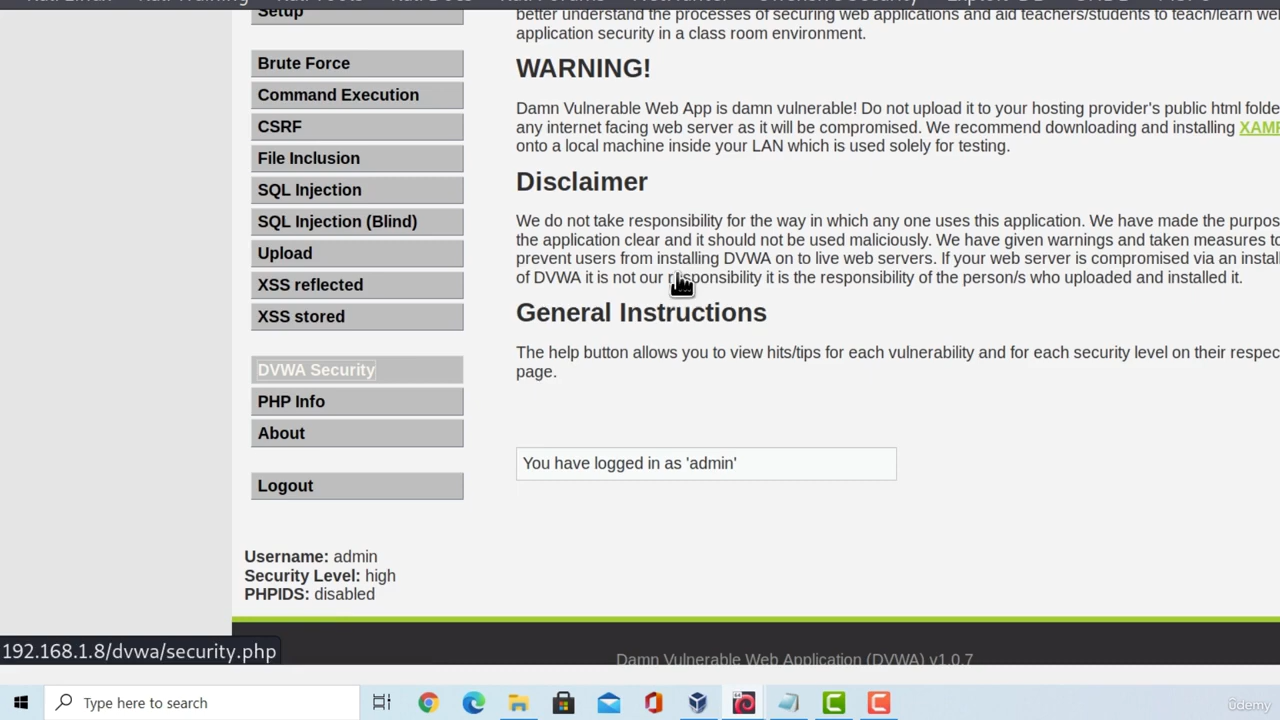 Setup
Brute Force
Command Execution
CSRF
File Inclusion
SQL Injection
SQL Injection (Blind)
Upload
XSS reflected
XSS stored
DVWA Security
PHP Info
About
Logout
Username: admin
Security Level: high
PHPIDS: disabled
better understand the processes of securing web applications and aid teachers/students to teach/learn
application security in a class room environment.
WARNING!
Damn Vulnerable Web App is damn vulnerable! Do not upload it to your hosting provider's public html
any internet facing web server as it will be compromised. We recommend downloading and installing
onto a local machine inside your LAN which is used solely for testing.
Disclaimer
We do not take responsibility for the way in which any one uses this application. We have made the
the application clear and it should not be used maliciously. We have given warnings and taken measures
prevent users from installing DVWA on to live web servers. If your web server is compromised via an
of DVWA it is not our responsibility it is the responsibility of the person/s who uploaded and installed it.
General Instructions
The help button allows you to view hits/tips for each vulnerability and for each security level on their
page.
You have logged in as 'admin'
Damn Vulnerable Web Application (DVWA) v1.0.7
192.168.1.8/dvwa/security.php
Type here to search
Udemy